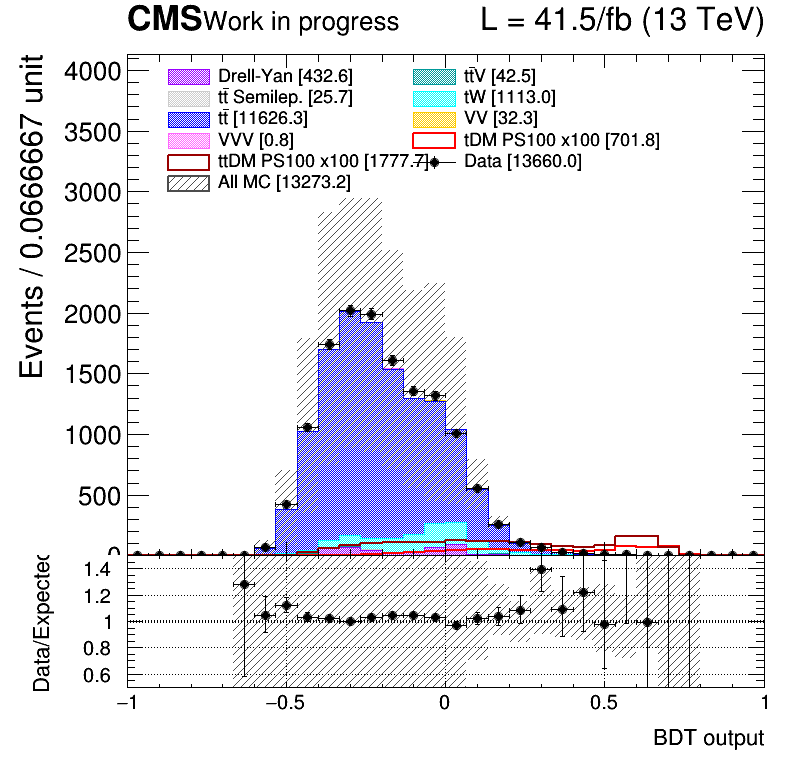 CMS Work in progress L = 41.5/fb (13 TeV)
Events / 0.0666667 unit
4000
3500
3000
2500
2000
1500
1000
500
0
Drell-Yan [432.6] tt̄V [42.5]
tt̄ Semilep. [25.7] tW [1113.0]
tt̄ [11626.3] VV [32.3]
VVV [0.8] tDM PS100 x100 [701.8]
ttDM PS100 x100 [1777.7] Data [13660.0]
All MC [13273.2]
Data/Expected
1.4
1.2
1
0.8
0.6
−1 −0.5 0 0.5 1
BDT output